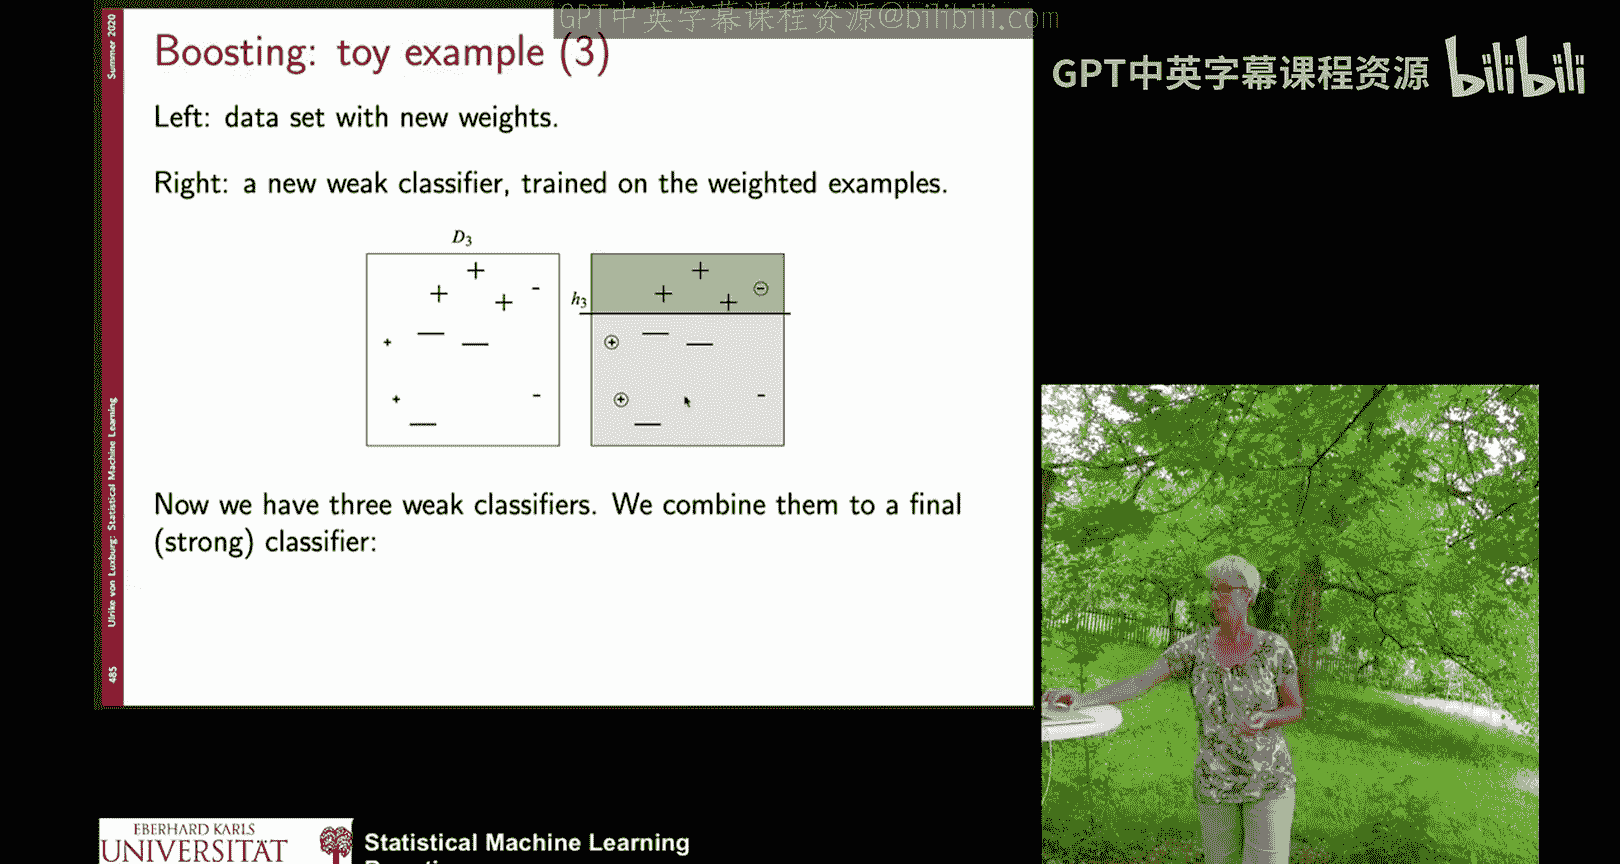 GPT中英字幕课程资源@bilibili.com
GPT中英字幕课程资源 bilibili
Summer 2020
Boosting: toy example (3)
Left: data set with new weights.
Right: a new weak classifier, trained on the weighted examples.
D3
h3
Now we have three weak classifiers. We combine them to a final
(strong) classifier:
Ulrike von Luxburg: Statistical Machine Learning
485
EBERHARD KARLS
UNIVERSITÄT
Statistical Machine Learning